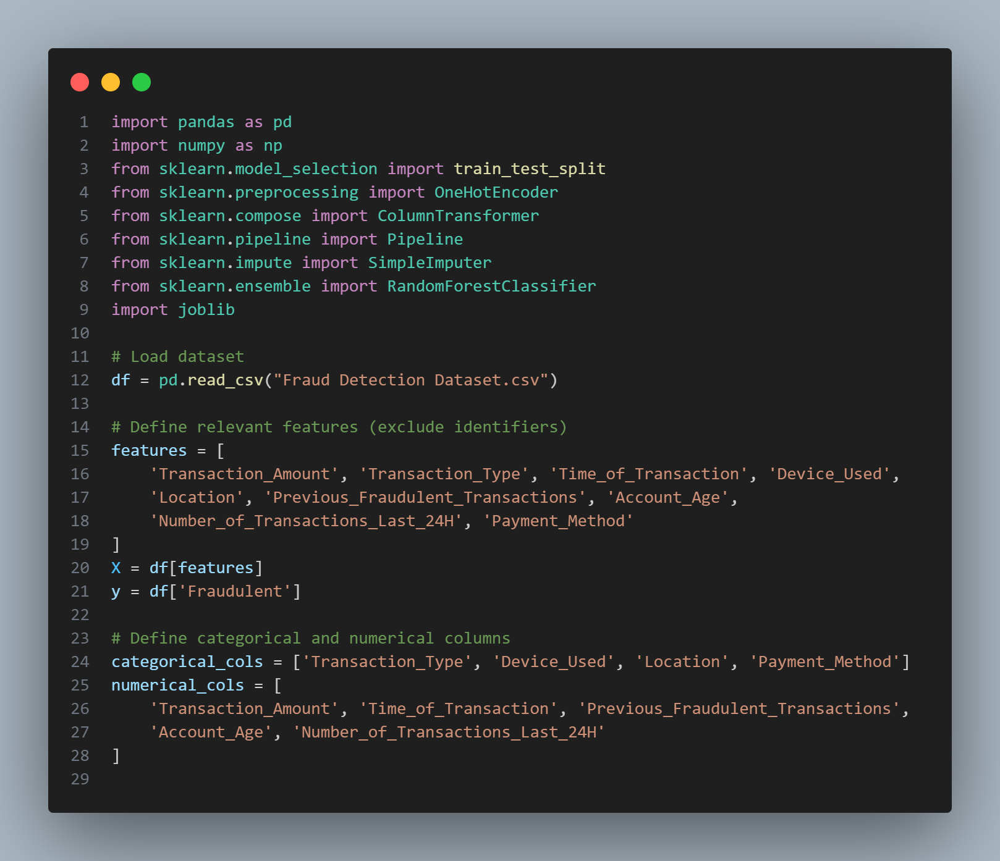 1 import pandas as pd
2 import numpy as np
3 from sklearn.model_selection import train_test_split
4 from sklearn.preprocessing import OneHotEncoder
5 from sklearn.compose import ColumnTransformer
6 from sklearn.pipeline import Pipeline
7 from sklearn.impute import SimpleImputer
8 from sklearn.ensemble import RandomForestClassifier
9 import joblib
10
11 # Load dataset
12 df = pd.read_csv("Fraud Detection Dataset.csv")
13
14 # Define relevant features (exclude identifiers)
15 features = [
16     'Transaction_Amount', 'Transaction_Type', 'Time_of_Transaction', 'Device_Used',
17     'Location', 'Previous_Fraudulent_Transactions', 'Account_Age',
18     'Number_of_Transactions_Last_24H', 'Payment_Method'
19 ]
20 X = df[features]
21 y = df['Fraudulent']
22
23 # Define categorical and numerical columns
24 categorical_cols = ['Transaction_Type', 'Device_Used', 'Location', 'Payment_Method']
25 numerical_cols = [
26     'Transaction_Amount', 'Time_of_Transaction', 'Previous_Fraudulent_Transactions',
27     'Account_Age', 'Number_of_Transactions_Last_24H'
28 ]
29